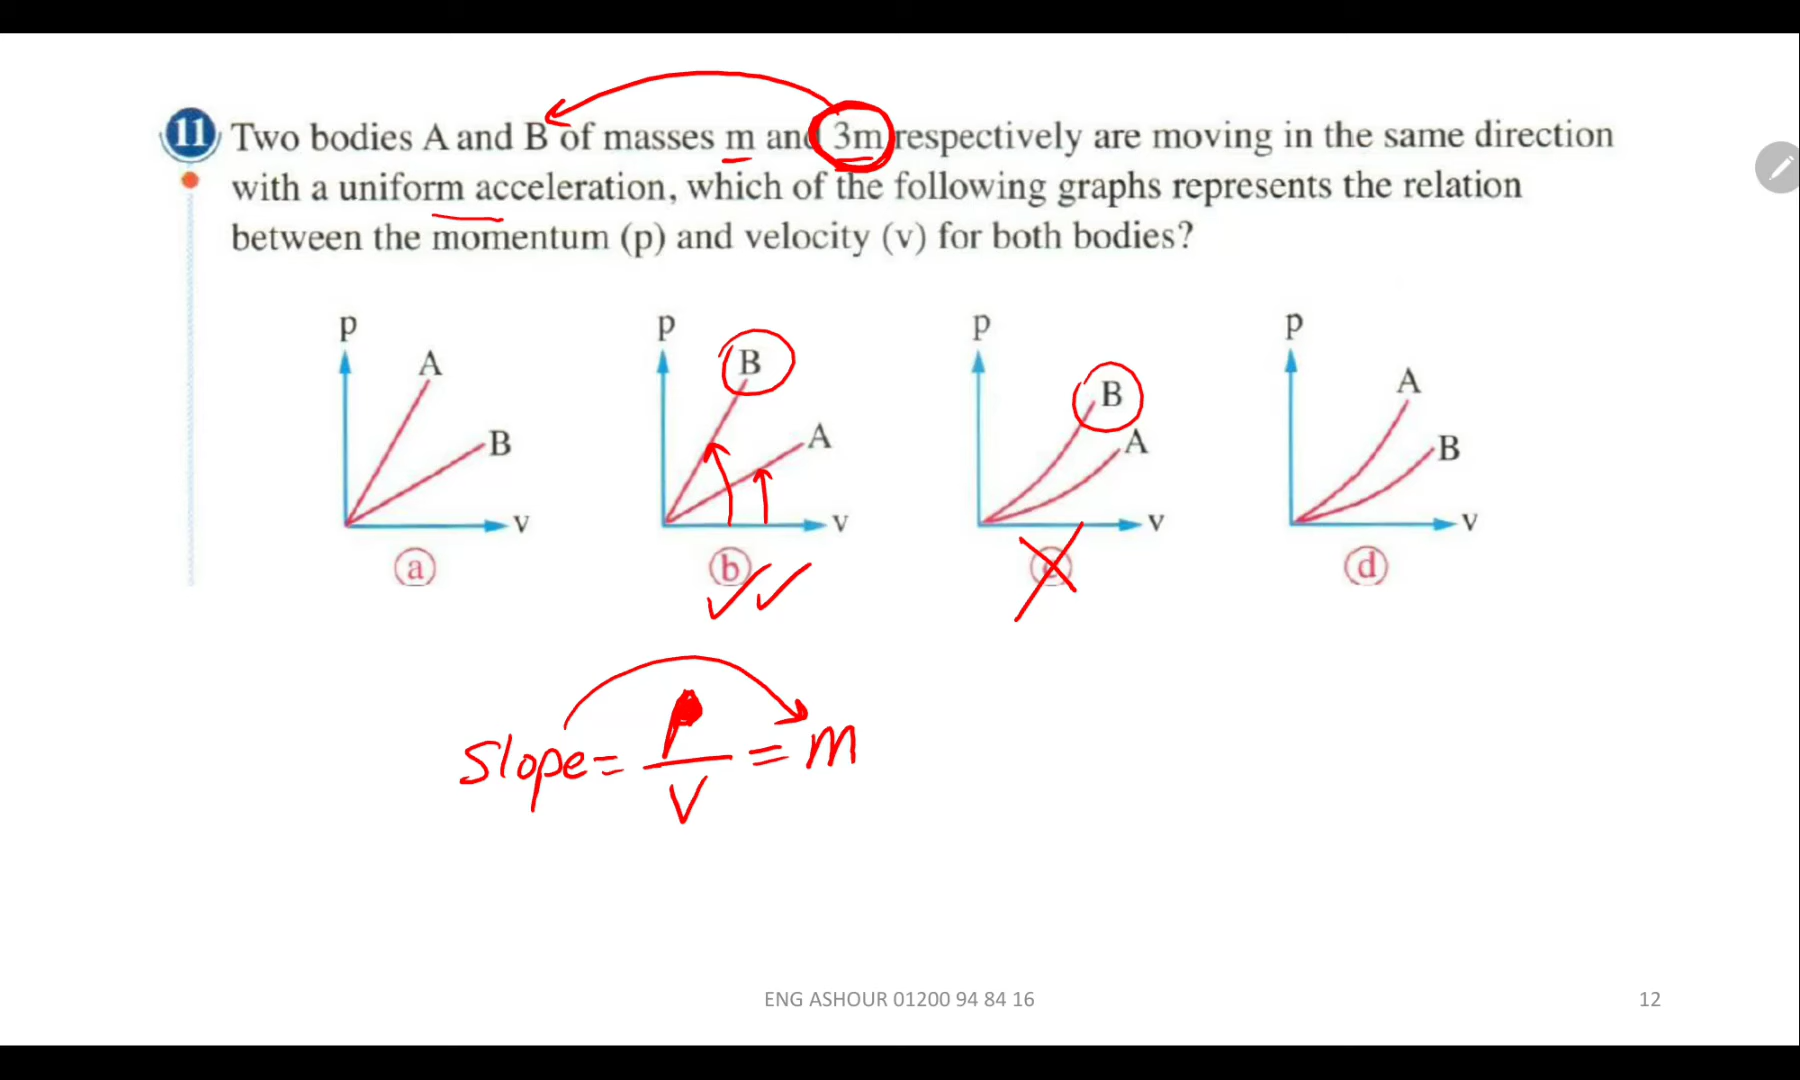 11 Two bodies A and B of masses m and 3m respectively are moving in the same direction
with a uniform acceleration, which of the following graphs represents the relation
between the momentum (p) and velocity (v) for both bodies?
p A B v
a
p B A v
b
p B A v
c
p A B v
d
Slope = p/v = m
ENG ASHOUR 01200 94 84 16
12